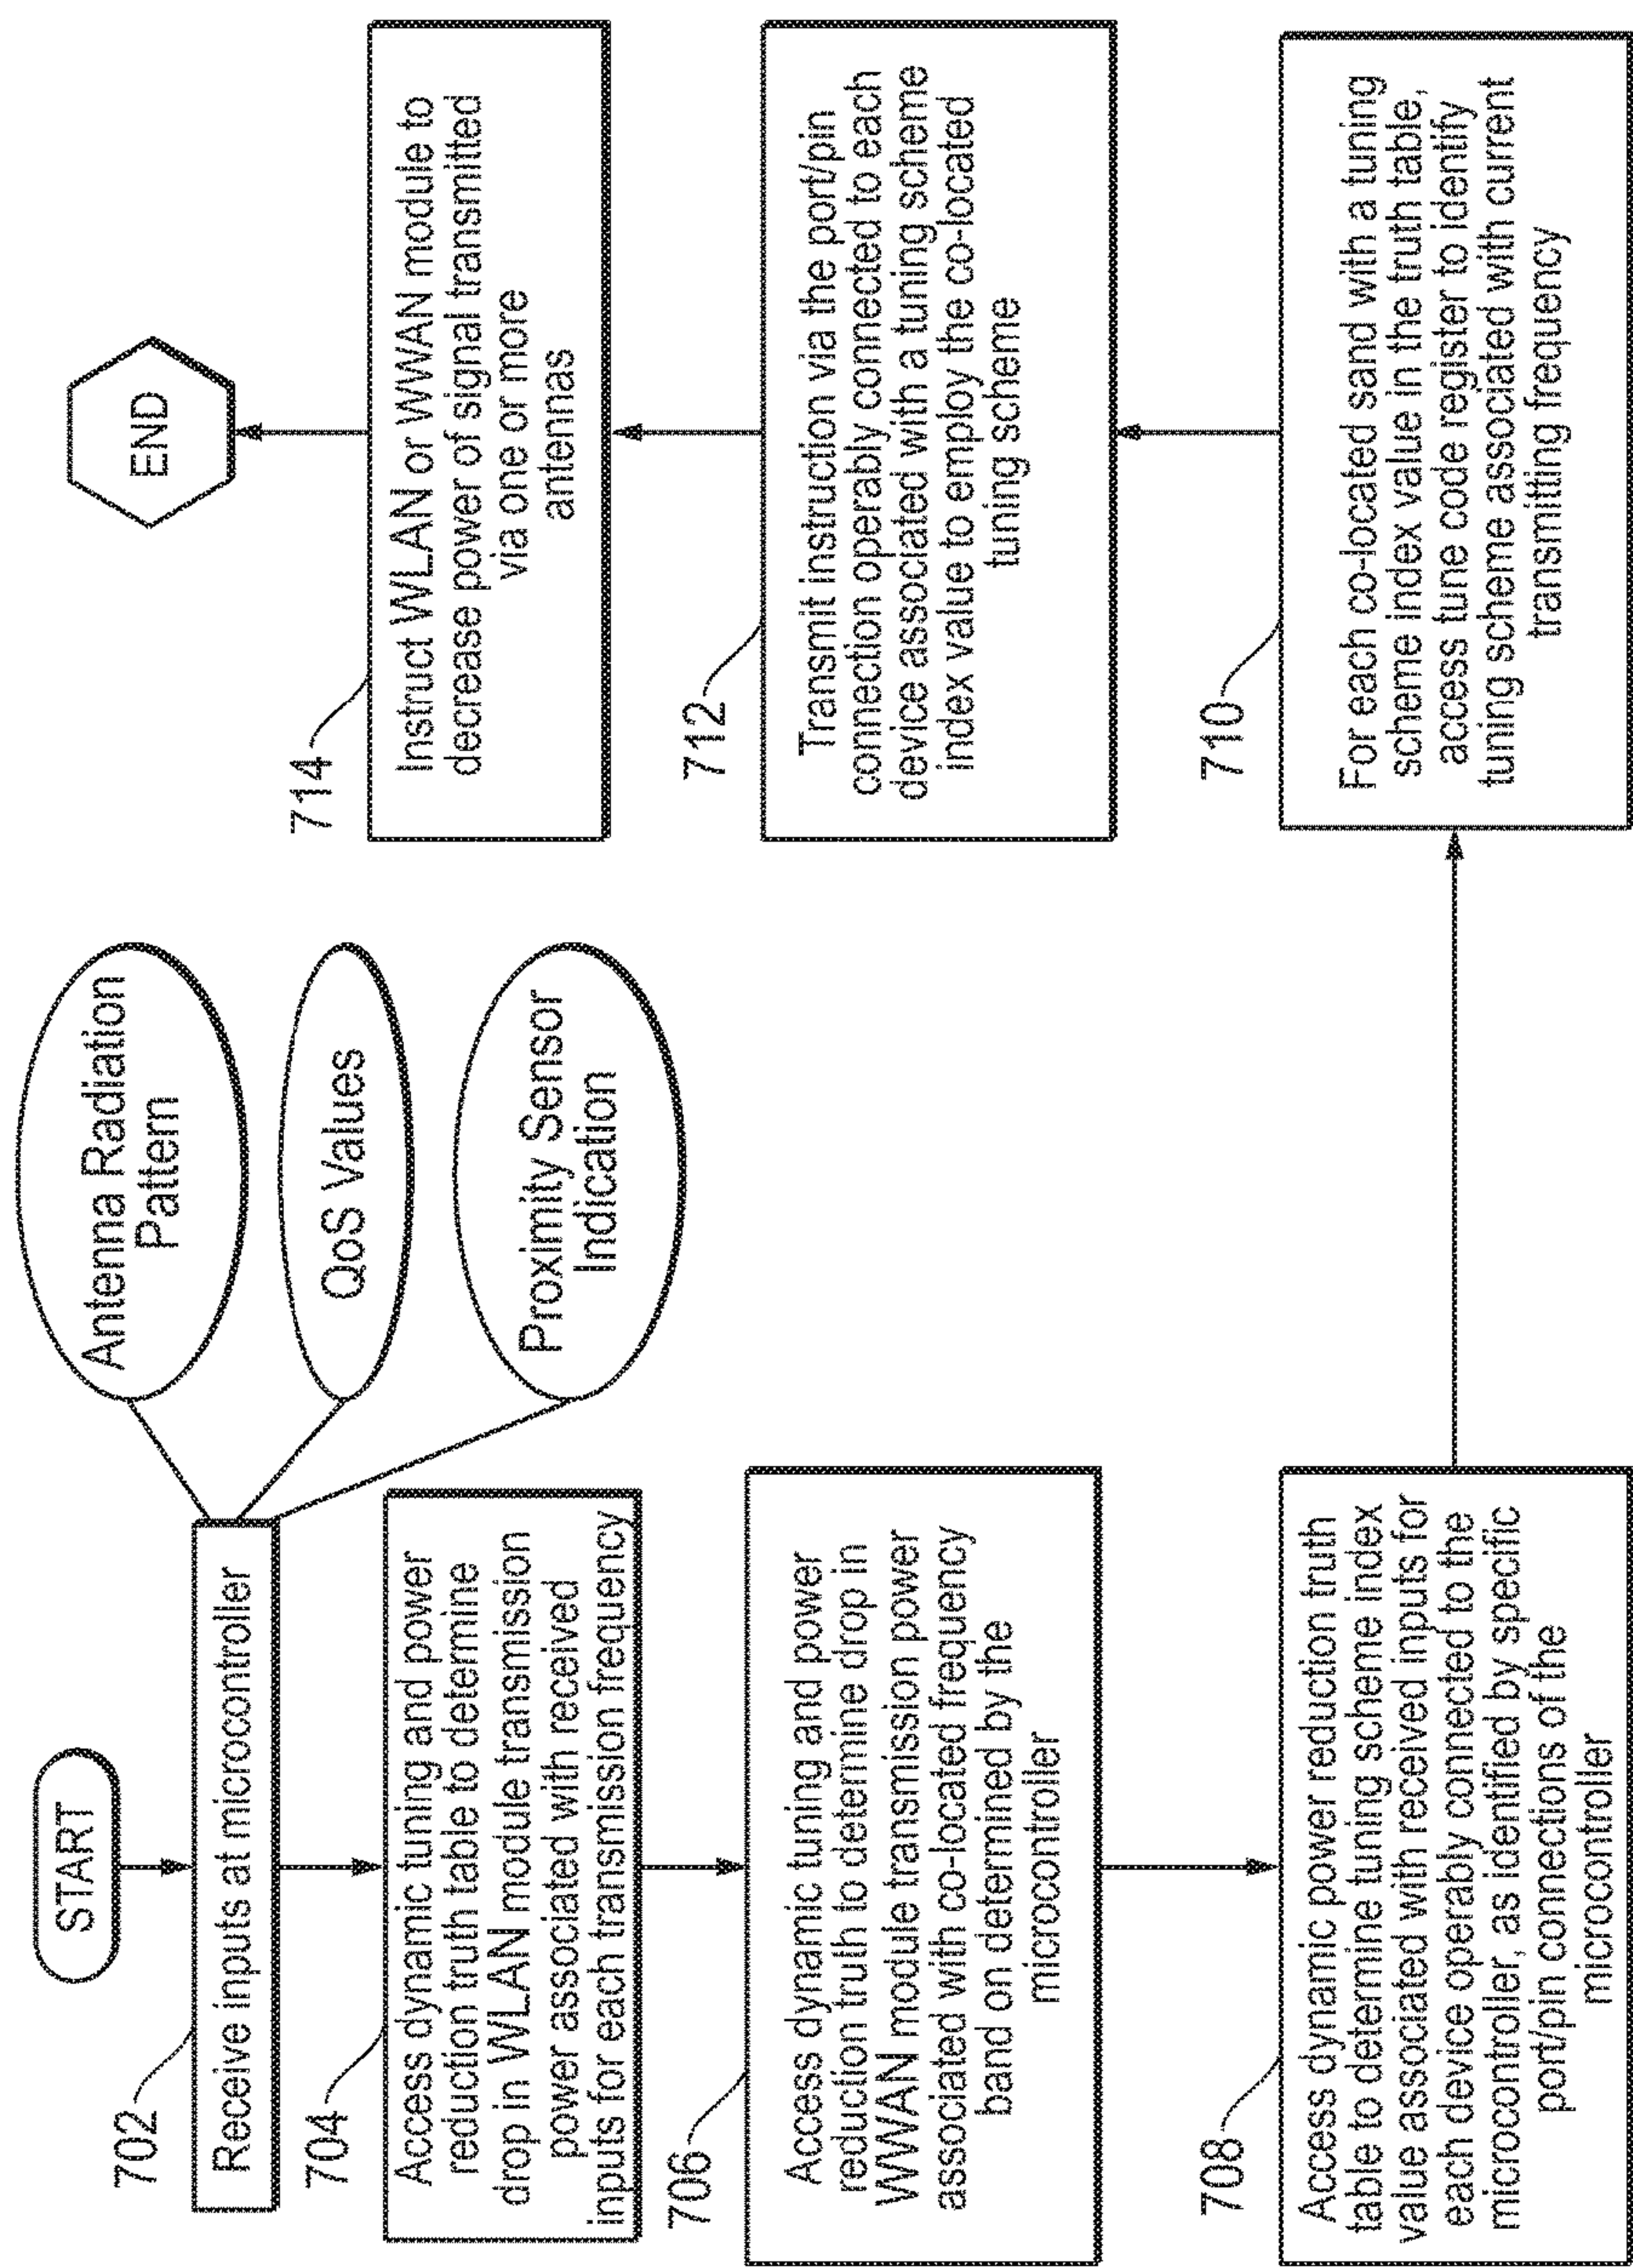 START
702
Receive inputs at microcontroller
Antenna Radiation
Pattern
QoS Values
Proximity Sensor
Indication
704
Access dynamic tuning and power
reduction truth table to determine
drop in WLAN module transmission
power associated with received
inputs for each transmission frequency
706
Access dynamic tuning and power
reduction truth to determine drop in
WWAN module transmission power
associated with co-located frequency
band on determined by the
microcontroller
708
Access dynamic power reduction truth
table to determine tuning scheme index
value associated with received inputs for
each device operably connected to the
microcontroller, as identified by specific
port/pin connections of the
microcontroller
710
For each co-located sand with a tuning
scheme index value in the truth table,
access tune code register to identify
tuning scheme associated with current
transmitting frequency
712
Transmit instruction via the port/pin
connection operably connected to each
device associated with a tuning scheme
index value to employ the co-located
tuning scheme
714
Instruct WLAN or WWAN module to
decrease power of signal transmitted
via one or more
antennas
END